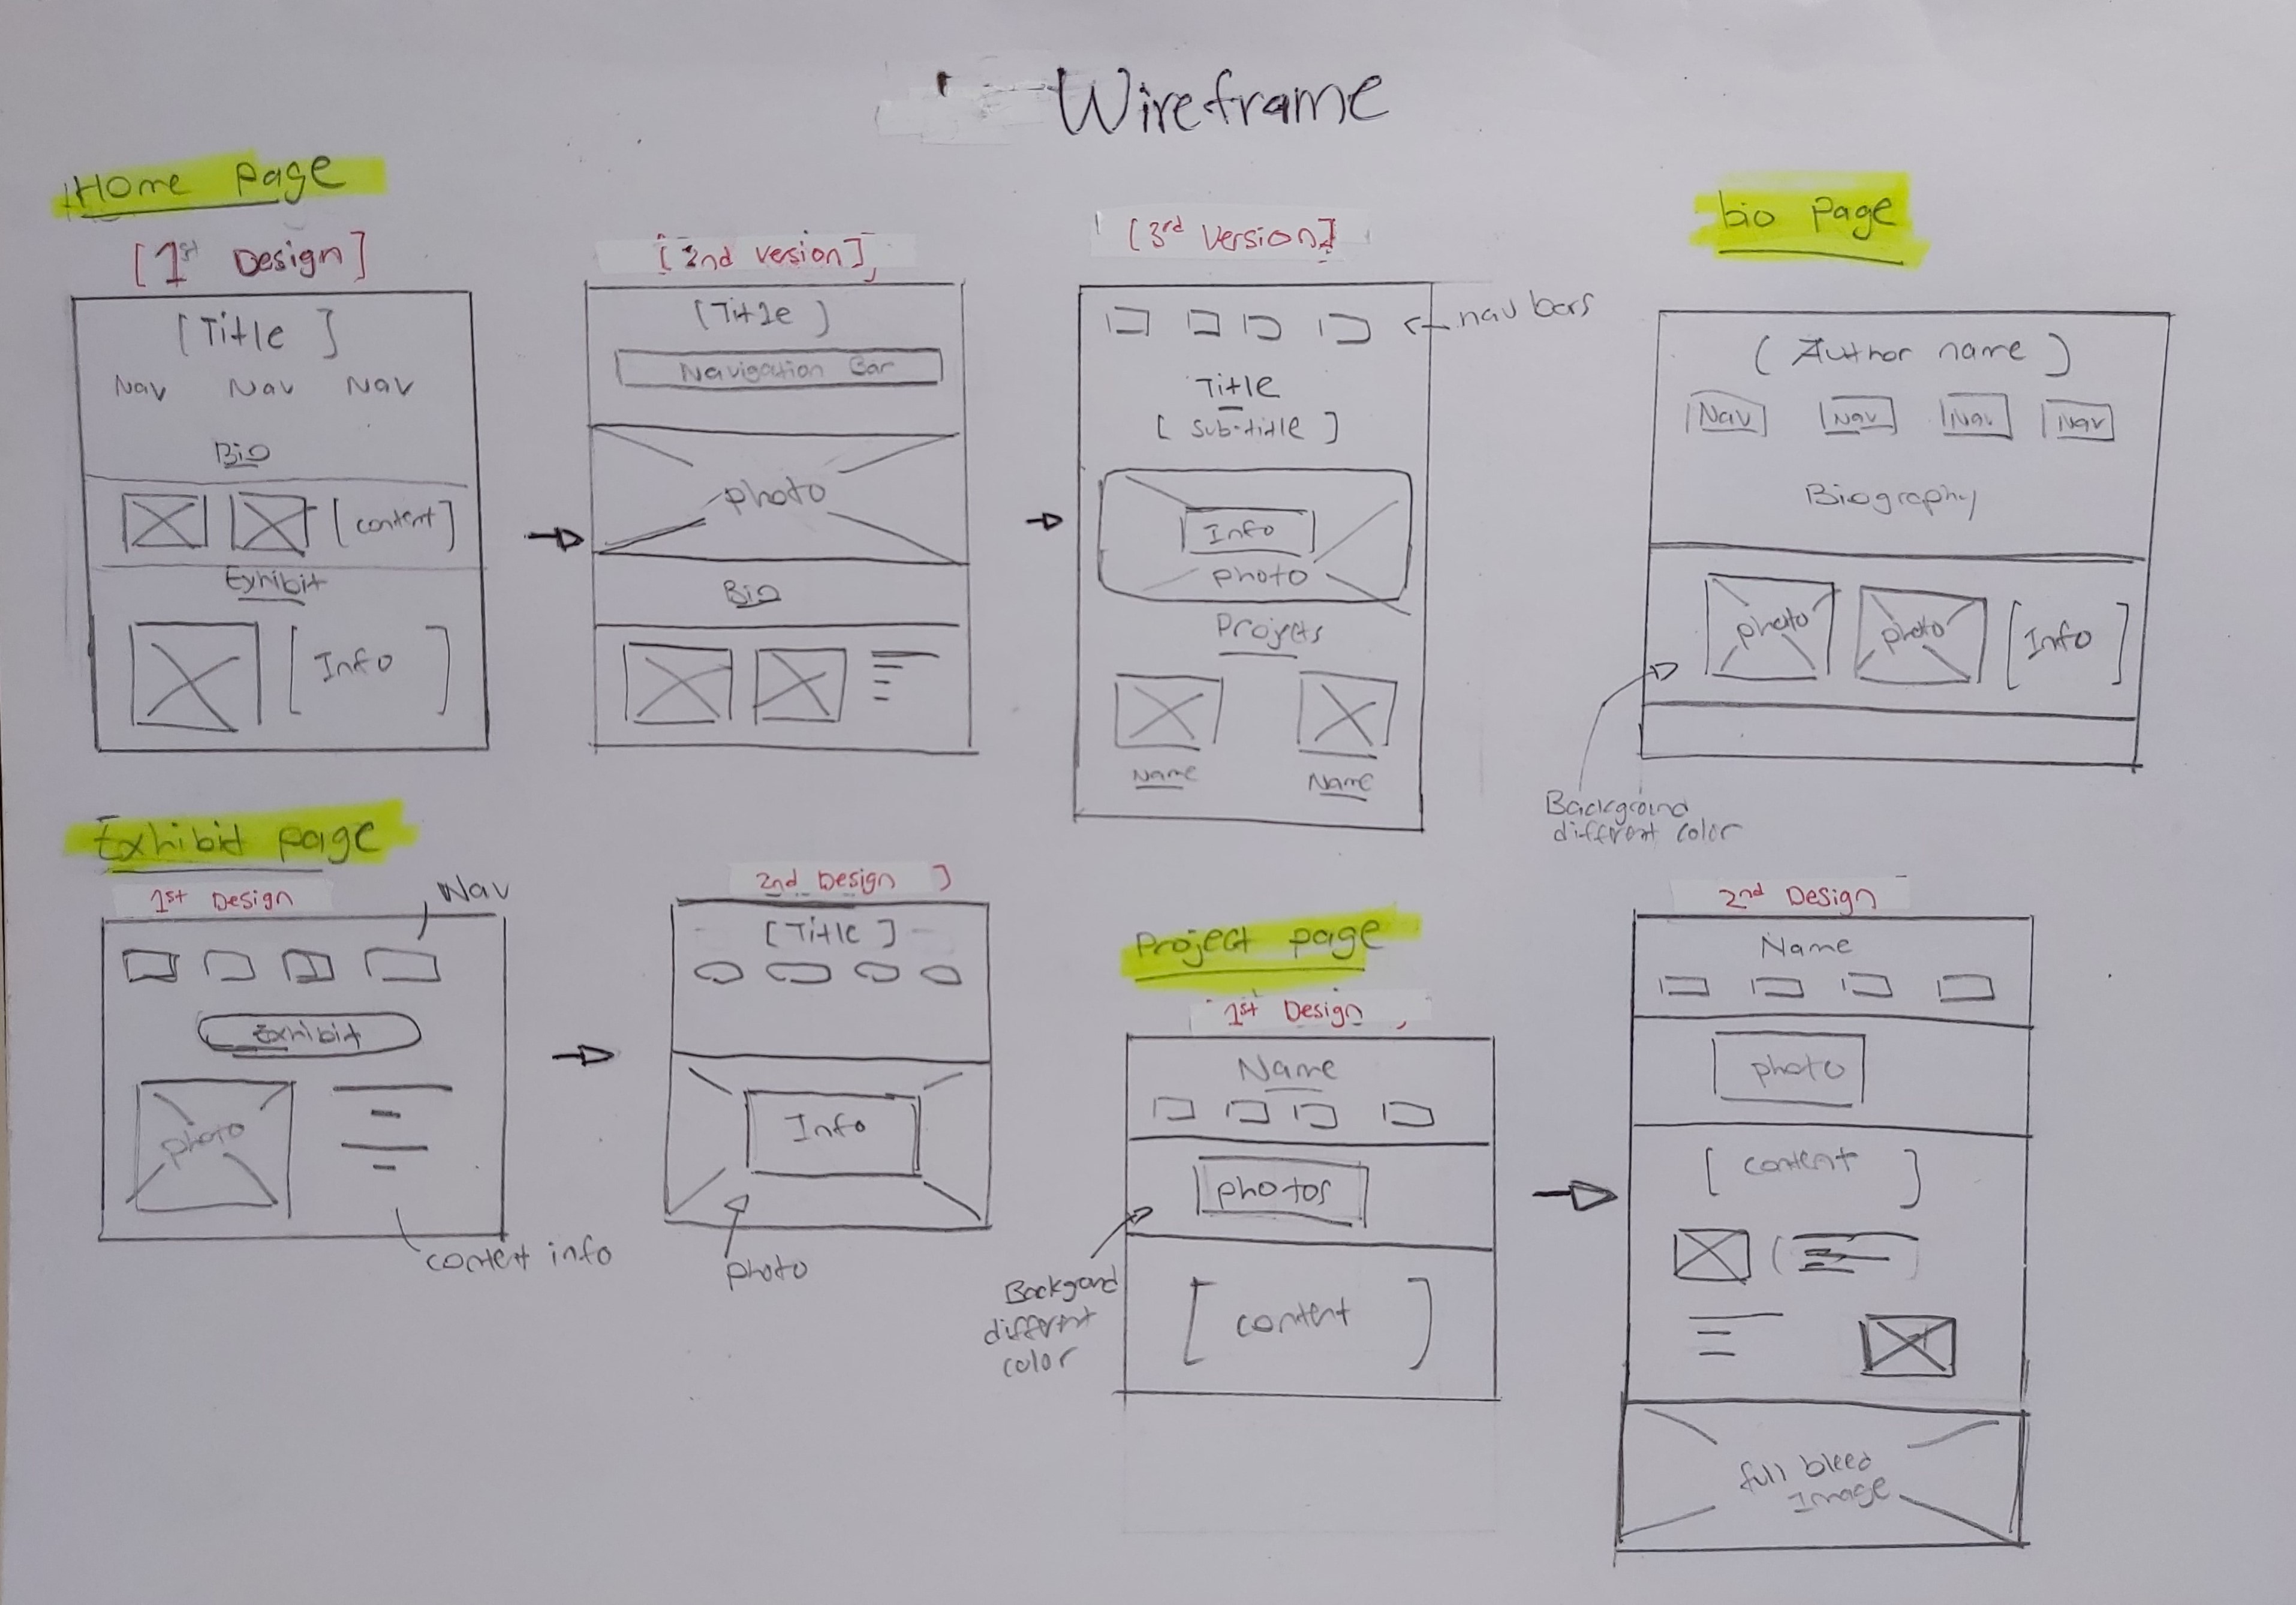 Wireframe
Home page
[1st Design]
[Title]
Nav Nav Nav
Bio
[content]
Exhibit
[Info]
[2nd version]
[Title)
Navigation Bar
photo
Bio
[3rd version]
nav bars
Title
[Sub-title]
Info
photo
Projets
Name Name
bio page
(Author name)
Nav Nav Nav Nav
Biography
photo photo [Info]
Background
different color
Exhibit page
1st Design
Nav
Exhibit
photo
content info
2nd Design ]
[Title]
Info
photo
Project page
1st Design
Name
photos
Backgond
different
color
[content]
2nd Design
Name
photo
[content]
full bleed
Image